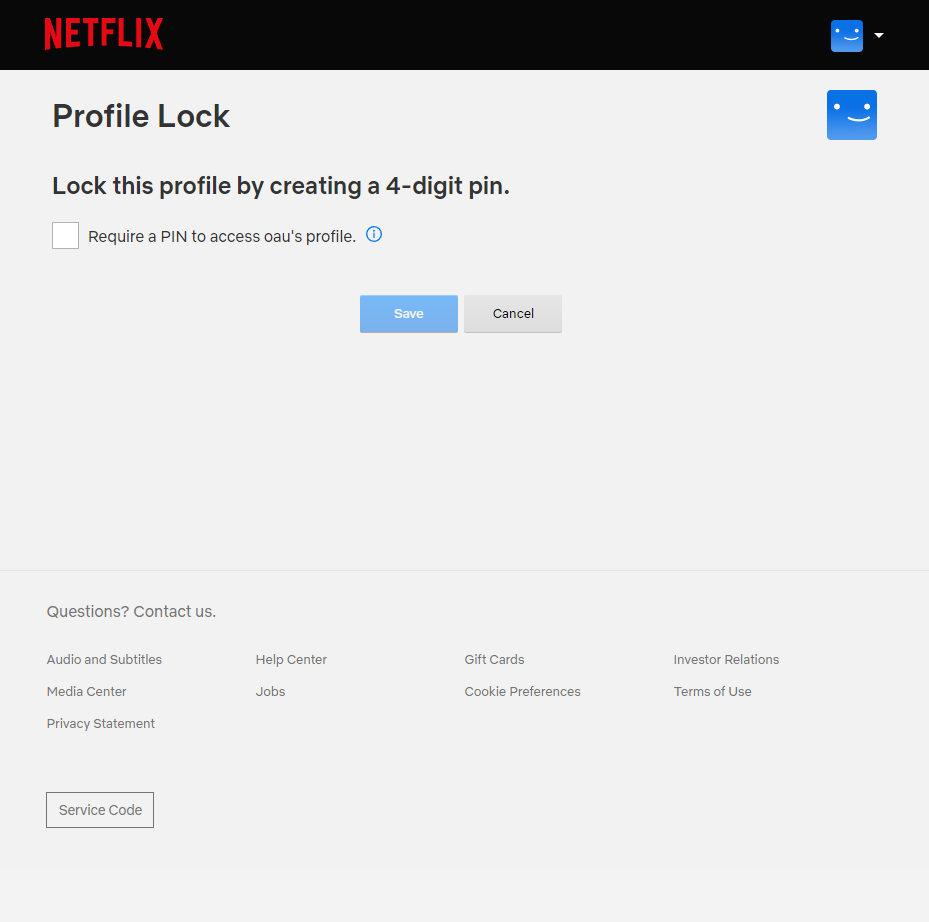 NETFLIX
Profile Lock
Lock this profile by creating a 4-digit pin.
Require a PIN to access oau's profile.
Save
Cancel
Questions? Contact us.
Audio and Subtitles
Help Center
Gift Cards
Investor Relations
Media Center
Jobs
Cookie Preferences
Terms of Use
Privacy Statement
Service Code